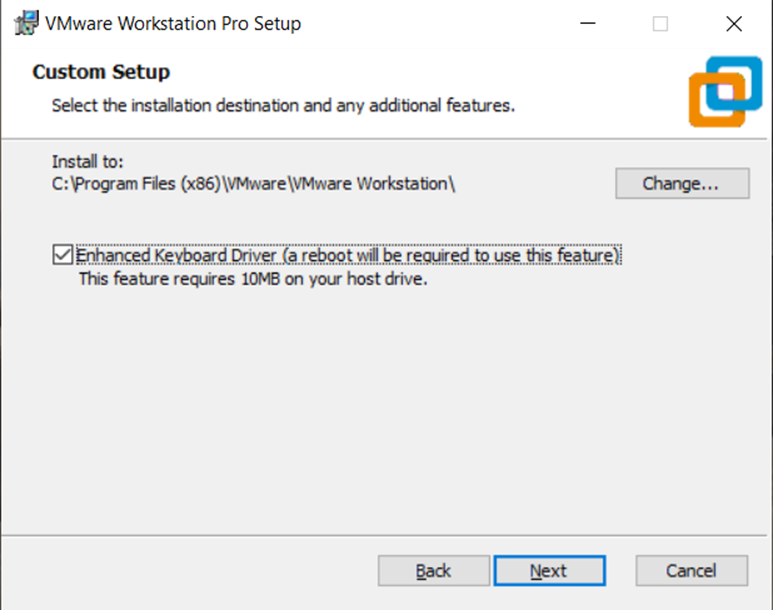 VMware Workstation Pro Setup
Custom Setup
Select the installation destination and any additional features.
Install to:
C:\Program Files (x86)\VMware\VMware Workstation\
Change...
Enhanced Keyboard Driver (a reboot will be required to use this feature)
This feature requires 10MB on your host drive.
Back Next Cancel